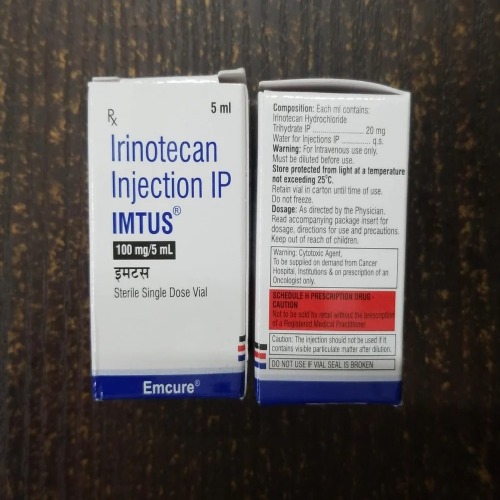 Rx
5 ml
Irinotecan
Injection IP
IMTUS®
100 mg/5 mL
इमटस
Sterile Single Dose Vial
Emcure®
Composition: Each ml contains:
Irinotecan Hydrochloride
Trihydrate IP ..................... 20 mg
Water for Injections IP ............. q.s.
Warning: For Intravenous use only.
Must be diluted before use.
Store protected from light at a temperature
not exceeding 25°C.
Retain vial in carton until time of use.
Do not freeze.
Dosage: As directed by the Physician.
Read accompanying package insert for
dosage, directions for use and precautions.
Keep out of reach of children.
Warning: Cytotoxic Agent,
To be supplied on demand from Cancer
Hospital, Institutions & on prescription of an
Oncologist only.
SCHEDULE H PRESCRIPTION DRUG -
CAUTION
Not to be sold by retail without the prescription
of a Registered Medical Practitioner
Caution: The injection should not be used if it
contains visible particulate matter after dilution.
DO NOT USE IF VIAL SEAL IS BROKEN